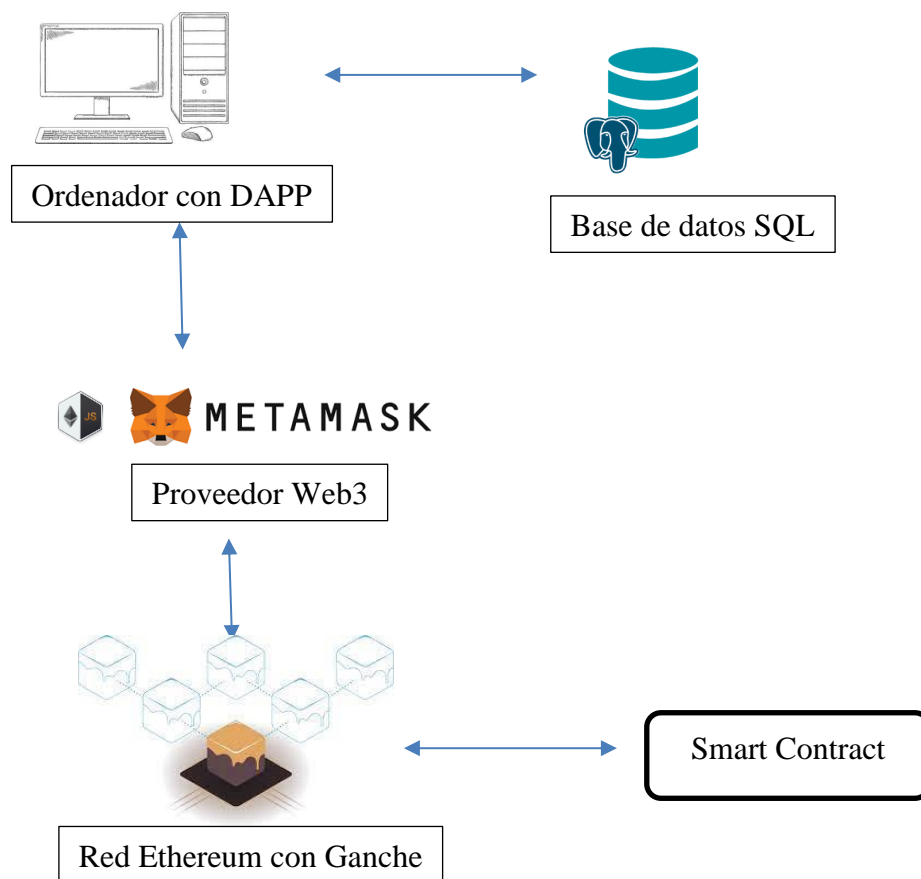 Ordenador con DAPP
Base de datos SQL
JS
METAMASK
Proveedor Web3
Smart Contract
Red Ethereum con Ganche